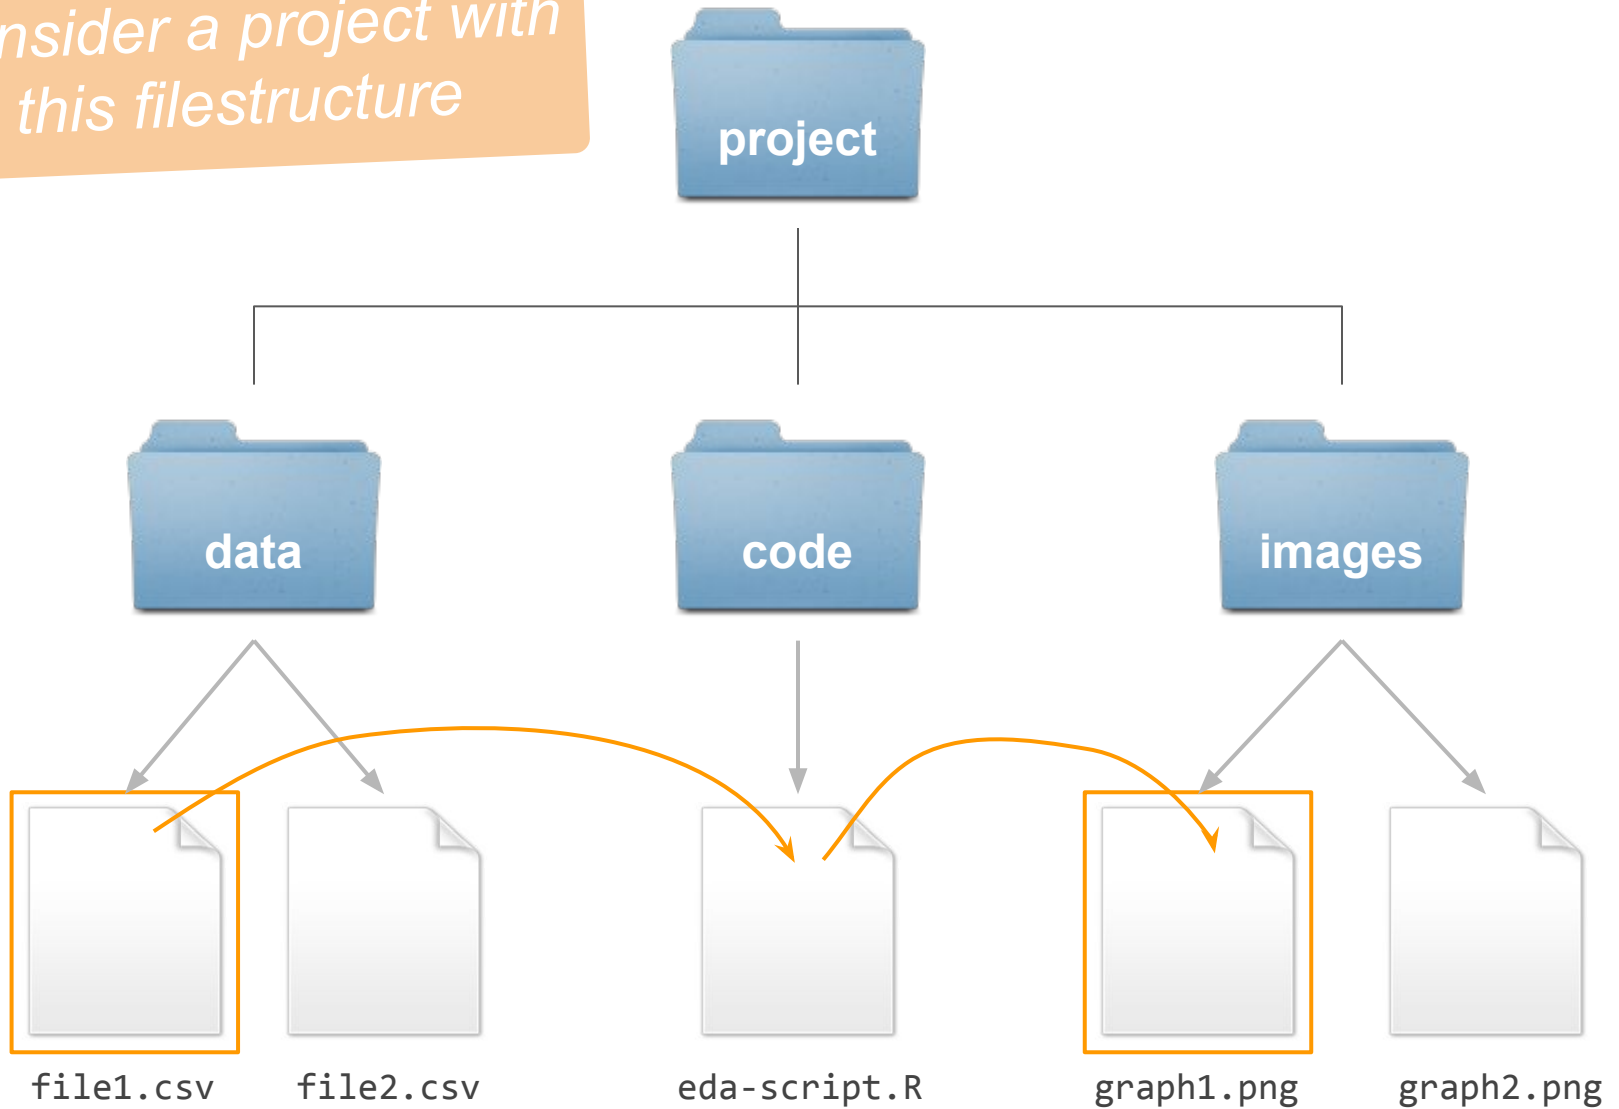 nsider a project with
this filestructure
project
data
code
images
file1.csv
file2.csv
eda-script.R
graph1.png
graph2.png